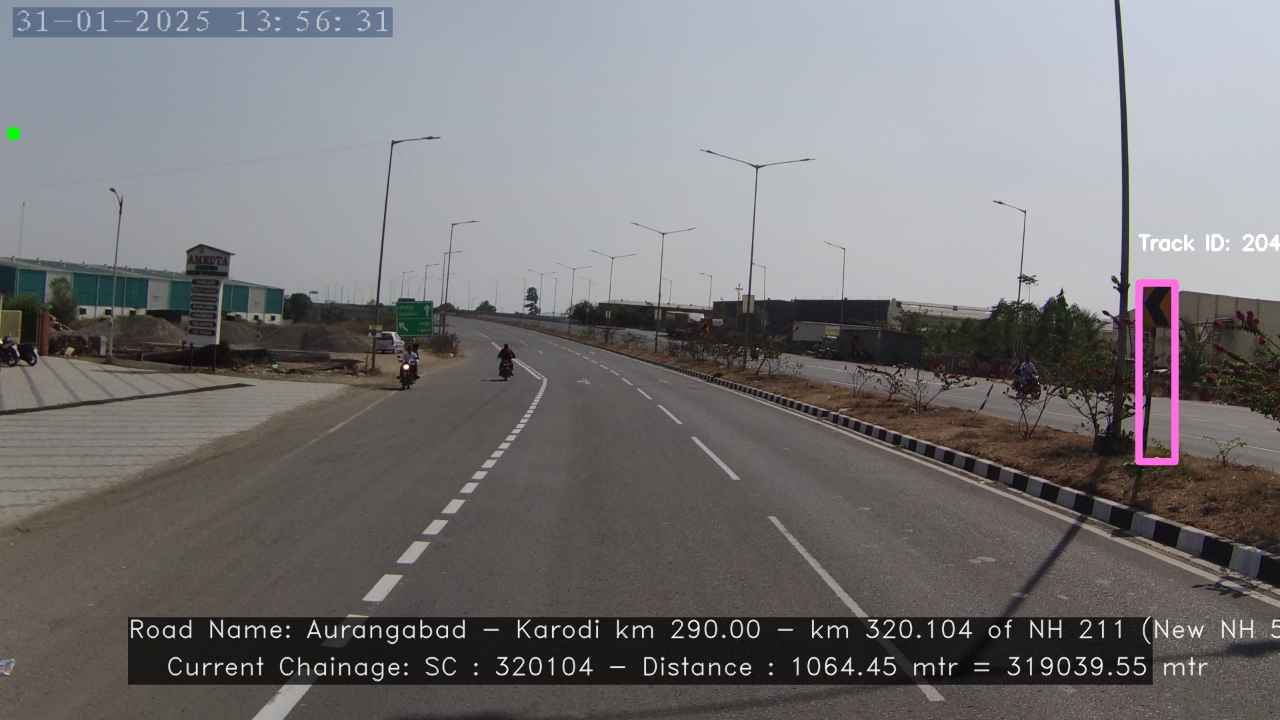 31-01-2025 13:56:31
Track ID: 204
AMRUTA
Road Name: Aurangabad - Karodi km 290.00 - km 320.104 of NH 211 (New NH 5
Current Chainage: SC : 320104 - Distance : 1064.45 mtr = 319039.55 mtr